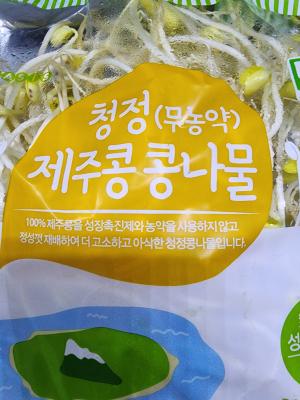 청정(무농약)
제주콩 콩나물
100% 제주콩을 성장촉진제와 농약을 사용하지 않고
정성껏 재배하여 더 고소하고 아삭한 청정콩나물입니다.